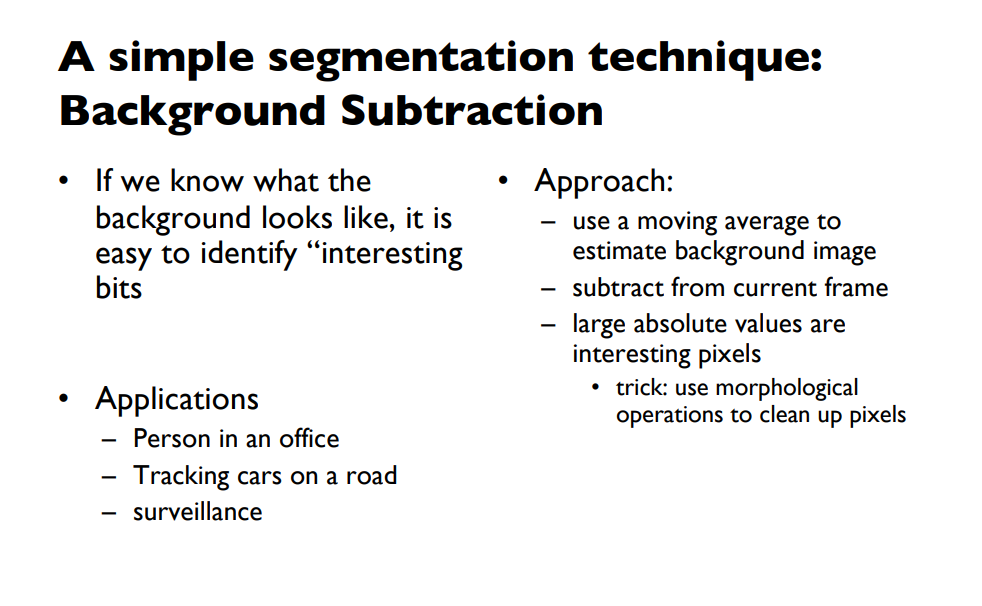 A simple segmentation technique:
Background Subtraction
• If we know what the
background looks like, it is
easy to identify “interesting
bits
• Applications
– Person in an office
– Tracking cars on a road
– surveillance
• Approach:
– use a moving average to
estimate background image
– subtract from current frame
– large absolute values are
interesting pixels
• trick: use morphological
operations to clean up pixels